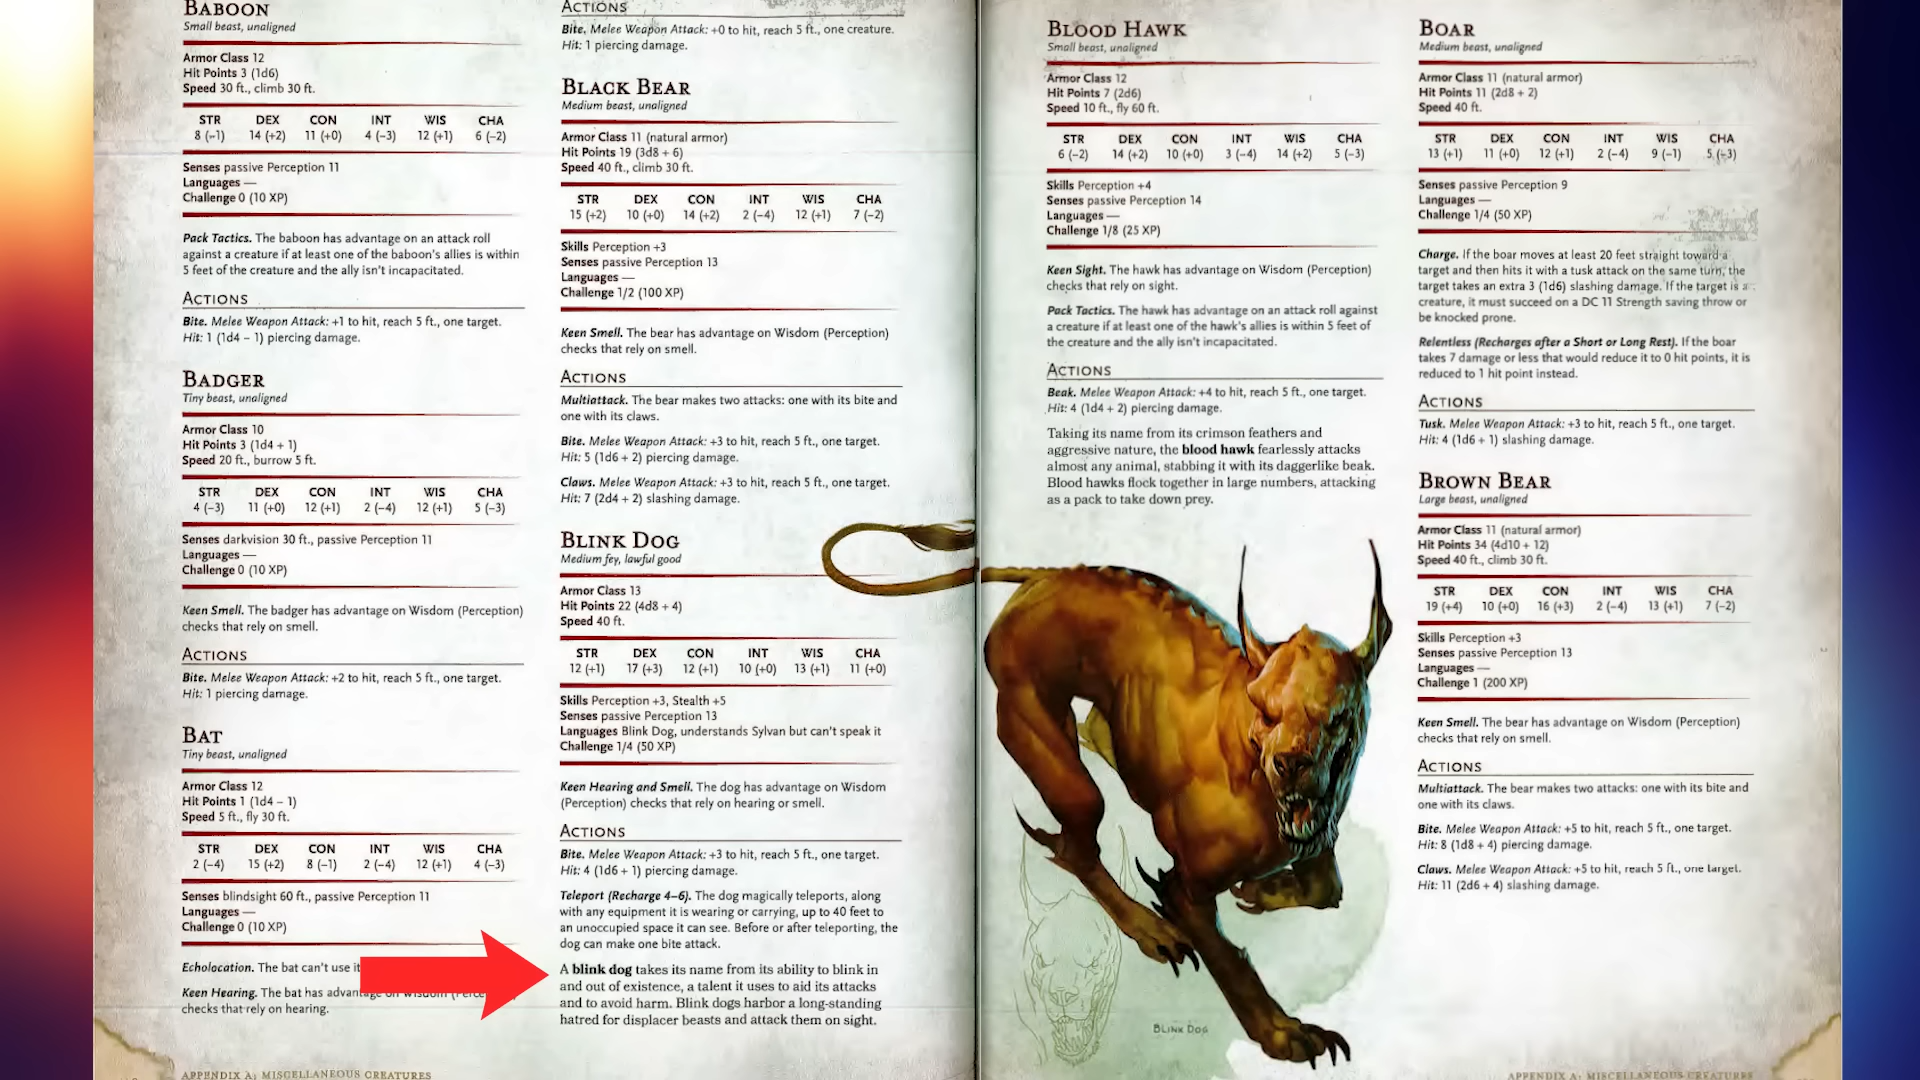 BABOON
Small beast, unaligned
Armor Class 12
Hit Points 3 (1d6)
Speed 30 ft., climb 30 ft.
STR DEX CON INT WIS CHA
8 (–1) 14 (+2) 11 (+0) 4 (–3) 12 (+1) 6 (–2)
Senses passive Perception 11
Languages —
Challenge 0 (10 XP)
Pack Tactics. The baboon has advantage on an attack roll
against a creature if at least one of the baboon's allies is within
5 feet of the creature and the ally isn't incapacitated.
ACTIONS
Bite. Melee Weapon Attack: +1 to hit, reach 5 ft., one target.
Hit: 1 (1d4 – 1) piercing damage.
BADGER
Tiny beast, unaligned
Armor Class 10
Hit Points 3 (1d4 + 1)
Speed 20 ft., burrow 5 ft.
STR DEX CON INT WIS CHA
4 (–3) 11 (+0) 12 (+1) 2 (–4) 12 (+1) 5 (–3)
Senses darkvision 30 ft., passive Perception 11
Languages —
Challenge 0 (10 XP)
Keen Smell. The badger has advantage on Wisdom (Perception)
checks that rely on smell.
ACTIONS
Bite. Melee Weapon Attack: +2 to hit, reach 5 ft., one target.
Hit: 1 piercing damage.
BAT
Tiny beast, unaligned
Armor Class 12
Hit Points 1 (1d4 – 1)
Speed 5 ft., fly 30 ft.
STR DEX CON INT WIS CHA
2 (–4) 15 (+2) 8 (–1) 2 (–4) 12 (+1) 4 (–3)
Senses blindsight 60 ft., passive Perception 11
Languages —
Challenge 0 (10 XP)
Echolocation. The bat can't use
Keen Hearing. The bat has advantage on Wisdom
checks that rely on hearing.
APPENDIX A: MISCELLANEOUS CREATURES
ACTIONS
Bite. Melee Weapon Attack: +0 to hit, reach 5 ft., one creature.
Hit: 1 piercing damage.
BLACK BEAR
Medium beast, unaligned
Armor Class 11 (natural armor)
Hit Points 19 (3d8 + 6)
Speed 40 ft., climb 30 ft.
STR DEX CON INT WIS CHA
15 (+2) 10 (+0) 14 (+2) 2 (–4) 12 (+1) 7 (–2)
Skills Perception +3
Senses passive Perception 13
Languages —
Challenge 1/2 (100 XP)
Keen Smell. The bear has advantage on Wisdom (Perception)
checks that rely on smell.
ACTIONS
Multiattack. The bear makes two attacks: one with its bite and
one with its claws.
Bite. Melee Weapon Attack: +3 to hit, reach 5 ft., one target.
Hit: 5 (1d6 + 2) piercing damage.
Claws. Melee Weapon Attack: +3 to hit, reach 5 ft., one target.
Hit: 7 (2d4 + 2) slashing damage.
BLINK DOG
Medium fey, lawful good
Armor Class 13
Hit Points 22 (4d8 + 4)
Speed 40 ft.
STR DEX CON INT WIS CHA
12 (+1) 17 (+3) 12 (+1) 10 (+0) 13 (+1) 11 (+0)
Skills Perception +3, Stealth +5
Senses passive Perception 13
Languages Blink Dog, understands Sylvan but can't speak it
Challenge 1/4 (50 XP)
Keen Hearing and Smell. The dog has advantage on Wisdom
(Perception) checks that rely on hearing or smell.
ACTIONS
Bite. Melee Weapon Attack: +3 to hit, reach 5 ft., one target.
Hit: 4 (1d6 + 1) piercing damage.
Teleport (Recharge 4–6). The dog magically teleports, along
with any equipment it is wearing or carrying, up to 40 feet to
an unoccupied space it can see. Before or after teleporting, the
dog can make one bite attack.
A blink dog takes its name from its ability to blink in
and out of existence, a talent it uses to aid its attacks
and to avoid harm. Blink dogs harbor a long-standing
hatred for displacer beasts and attack them on sight.
BLOOD HAWK
Small beast, unaligned
Armor Class 12
Hit Points 7 (2d6)
Speed 10 ft., fly 60 ft.
STR DEX CON INT WIS CHA
6 (–2) 14 (+2) 10 (+0) 3 (–4) 14 (+2) 5 (–3)
Skills Perception +4
Senses passive Perception 14
Languages —
Challenge 1/8 (25 XP)
Keen Sight. The hawk has advantage on Wisdom (Perception)
checks that rely on sight.
Pack Tactics. The hawk has advantage on an attack roll against
a creature if at least one of the hawk's allies is within 5 feet of
the creature and the ally isn't incapacitated.
ACTIONS
Beak. Melee Weapon Attack: +4 to hit, reach 5 ft., one target.
Hit: 4 (1d4 + 2) piercing damage.
Taking its name from its crimson feathers and
aggressive nature, the blood hawk fearlessly attacks
almost any animal, stabbing it with its daggerlike beak.
Blood hawks flock together in large numbers, attacking
as a pack to take down prey.
BLINK DOG
BOAR
Medium beast, unaligned
Armor Class 11 (natural armor)
Hit Points 11 (2d8 + 2)
Speed 40 ft.
STR DEX CON INT WIS CHA
13 (+1) 11 (+0) 12 (+1) 2 (–4) 9 (–1) 5 (–3)
Senses passive Perception 9
Languages —
Challenge 1/4 (50 XP)
Charge. If the boar moves at least 20 feet straight toward a
target and then hits it with a tusk attack on the same turn, the
target takes an extra 3 (1d6) slashing damage. If the target is a
creature, it must succeed on a DC 11 Strength saving throw or
be knocked prone.
Relentless (Recharges after a Short or Long Rest). If the boar
takes 7 damage or less that would reduce it to 0 hit points, it is
reduced to 1 hit point instead.
ACTIONS
Tusk. Melee Weapon Attack: +3 to hit, reach 5 ft., one target.
Hit: 4 (1d6 + 1) slashing damage.
BROWN BEAR
Large beast, unaligned
Armor Class 11 (natural armor)
Hit Points 34 (4d10 + 12)
Speed 40 ft., climb 30 ft.
STR DEX CON INT WIS CHA
19 (+4) 10 (+0) 16 (+3) 2 (–4) 13 (+1) 7 (–2)
Skills Perception +3
Senses passive Perception 13
Languages —
Challenge 1 (200 XP)
Keen Smell. The bear has advantage on Wisdom (Perception)
checks that rely on smell.
ACTIONS
Multiattack. The bear makes two attacks: one with its bite and
one with its claws.
Bite. Melee Weapon Attack: +5 to hit, reach 5 ft., one target.
Hit: 8 (1d8 + 4) piercing damage.
Claws. Melee Weapon Attack: +5 to hit, reach 5 ft., one target.
Hit: 11 (2d6 + 4) slashing damage.
APPENDIX A: MISCELLANEOUS CREATURES